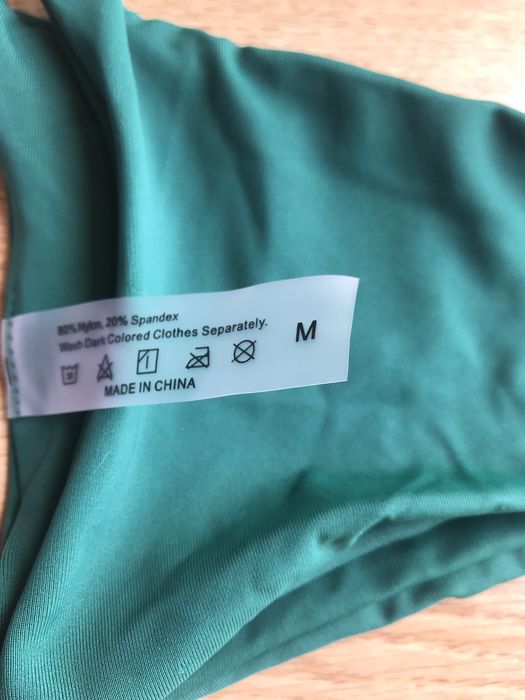 80% Nylon, 20% Spandex
Wash Dark Colored Clothes Separately.
M
MADE IN CHINA